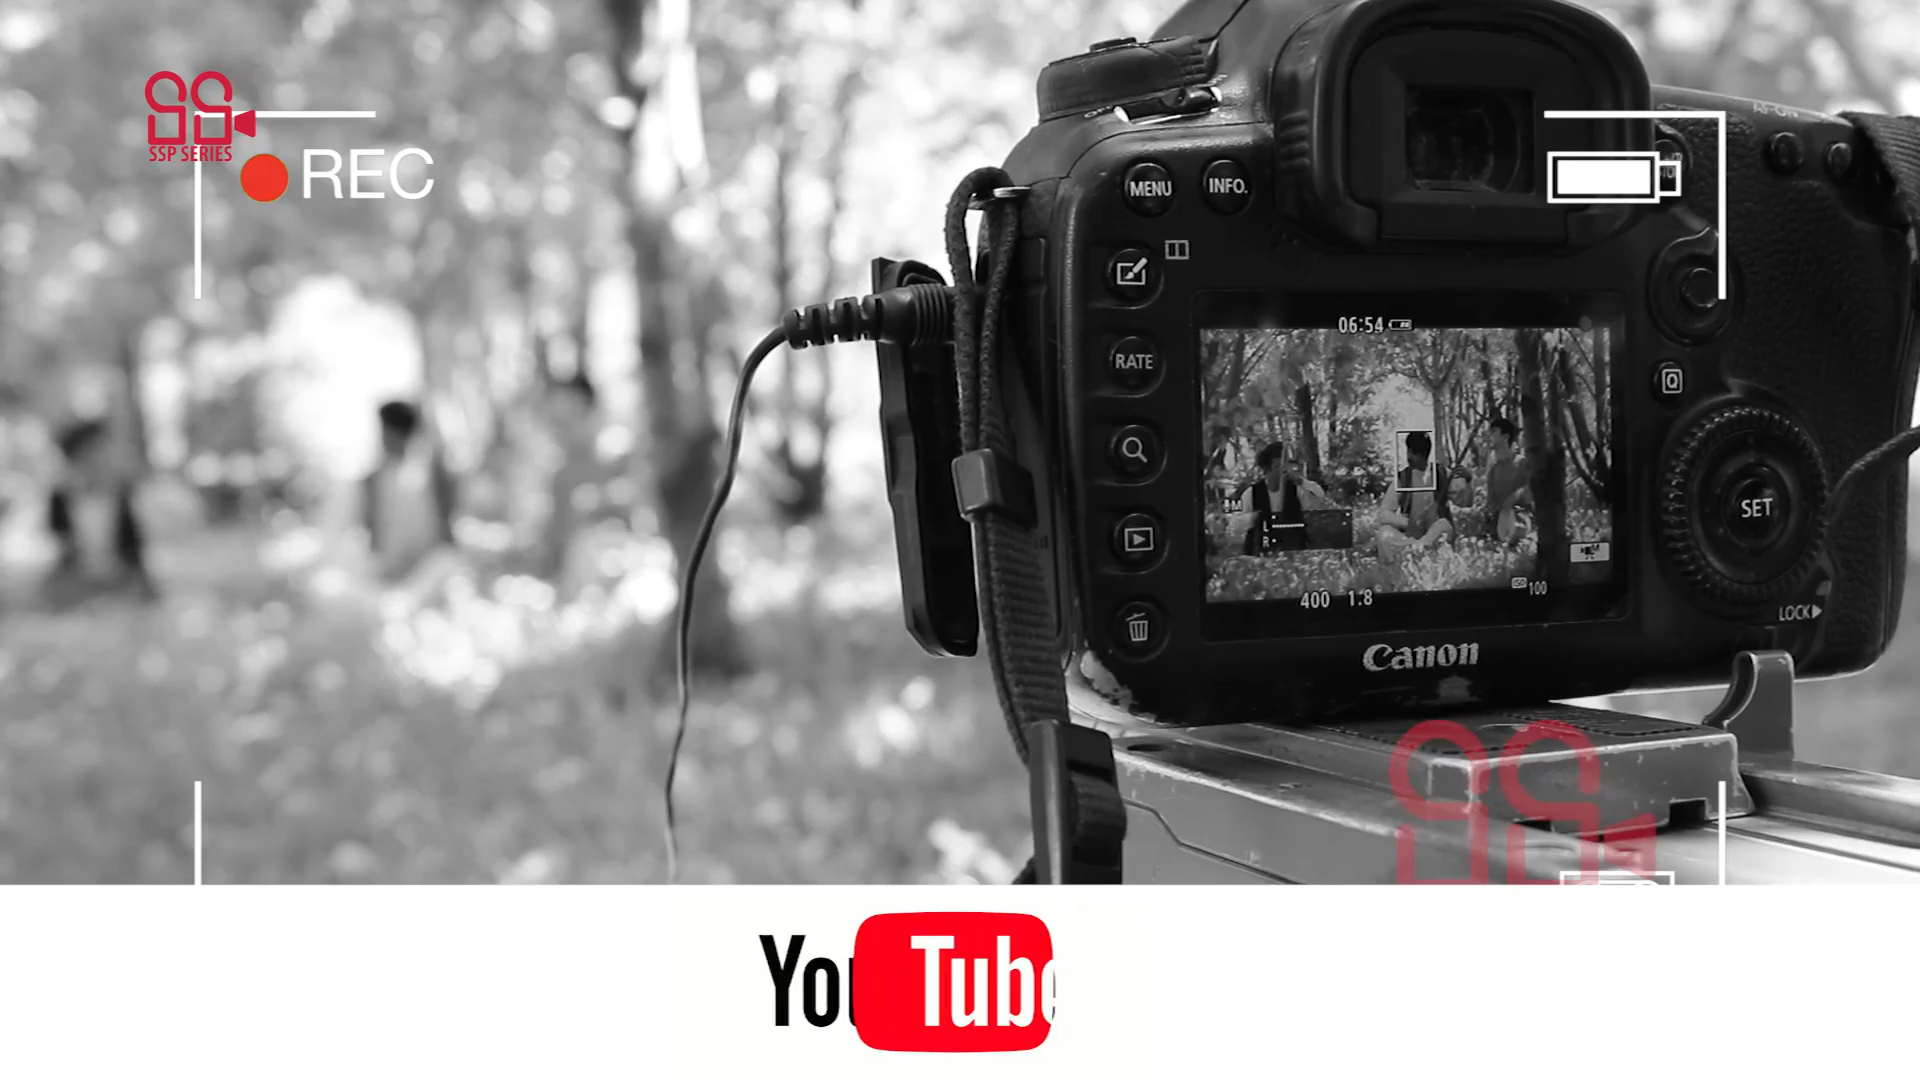 SSP SERIES
REC
AF-ON
MENU
INFO.
RATE
06:54
Q
SET
L
R
400 1.8
ISO 100
LOCK
Canon
You Tube